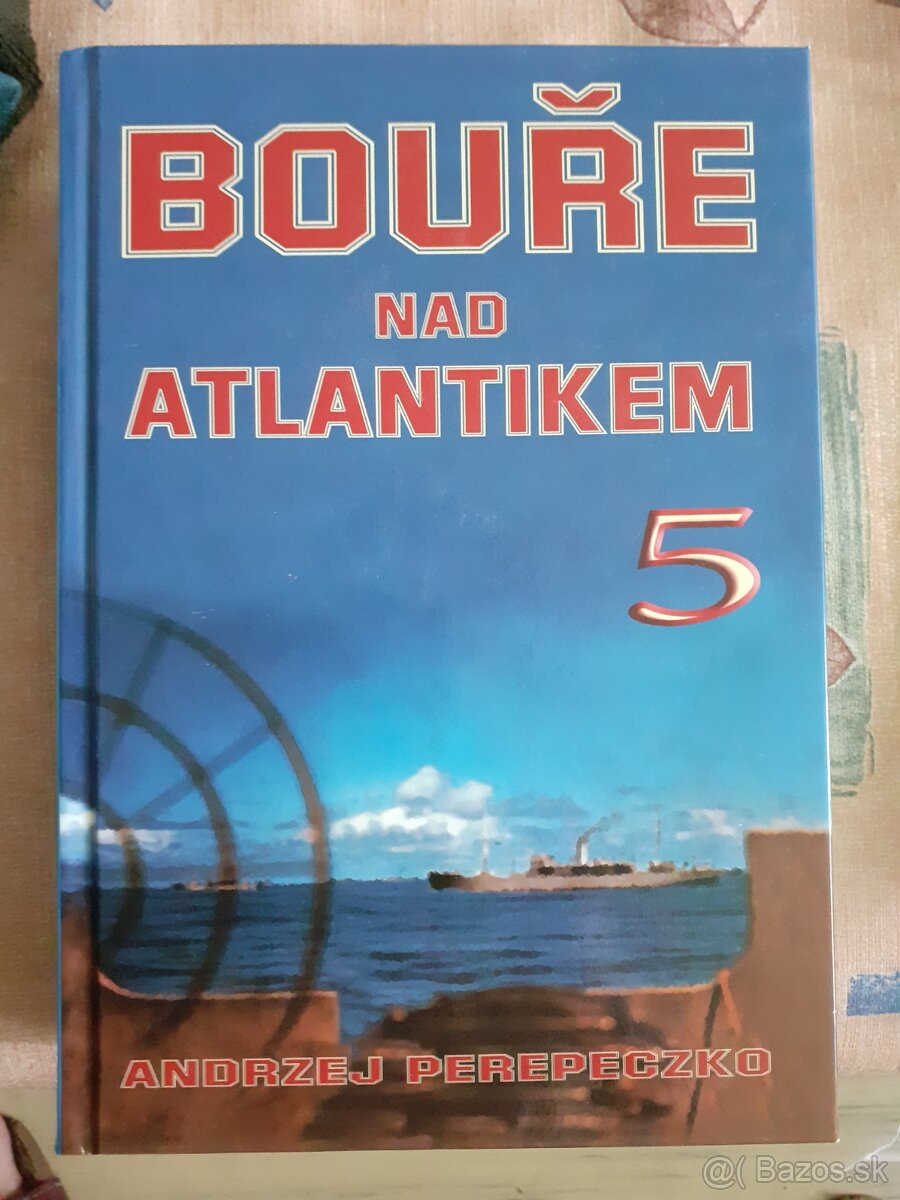 BOUŘE
NAD
ATLANTIKEM
5
ANDRZEJ PEREPECZKO
@( Bazos.sk